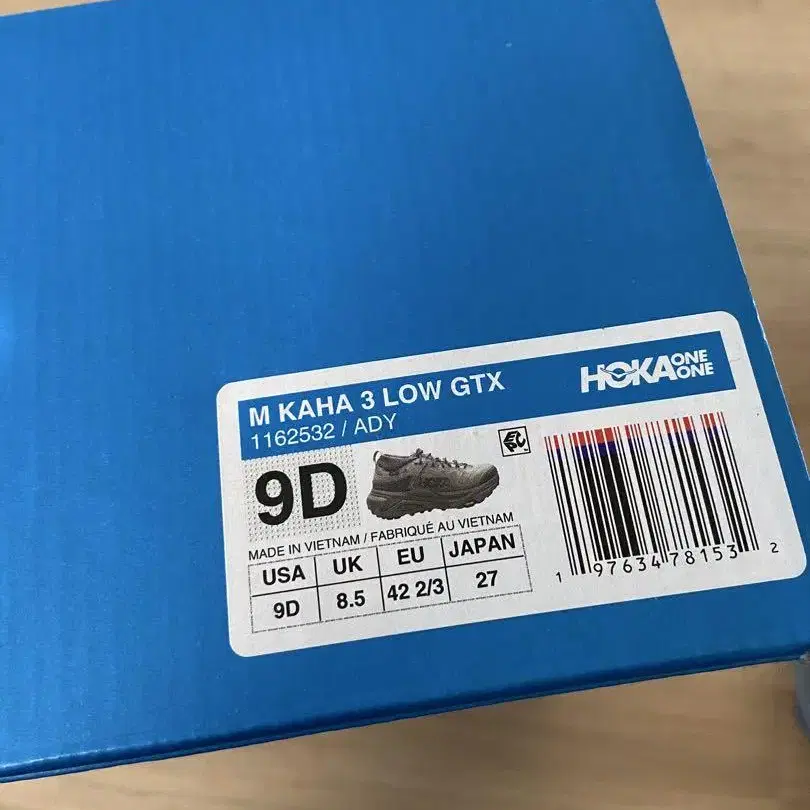 M KAHA 3 LOW GTX
1162532 / ADY
HOKA ONE ONE
9D
EPC
MADE IN VIETNAM / FABRIQUÉ AU VIETNAM
USA UK EU JAPAN
9D 8.5 42 2/3 27
1 97634 78153 2